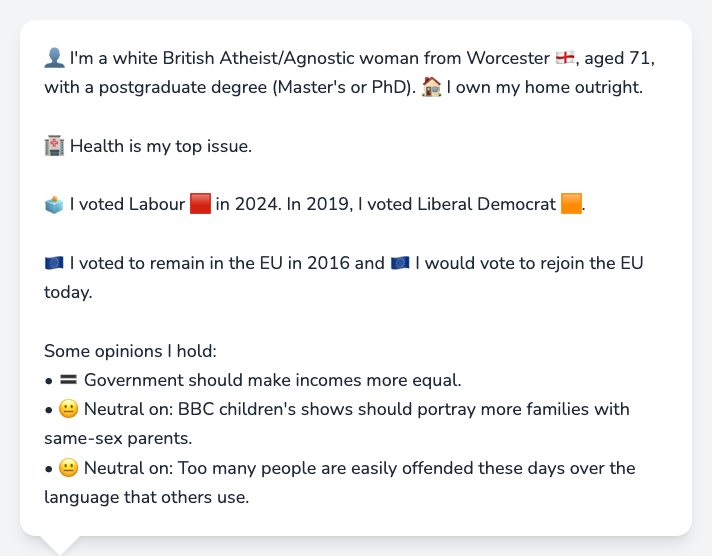 👤 I'm a white British Atheist/Agnostic woman from Worcester 🏴󠁧󠁢󠁥󠁮󠁧󠁿, aged 71,
with a postgraduate degree (Master's or PhD). 🏠 I own my home outright.
🏥 Health is my top issue.
🗳️ I voted Labour 🟥 in 2024. In 2019, I voted Liberal Democrat 🟧.
🇪🇺 I voted to remain in the EU in 2016 and 🇪🇺 I would vote to rejoin the EU
today.
Some opinions I hold:
• 🟰 Government should make incomes more equal.
• 😐 Neutral on: BBC children's shows should portray more families with
same-sex parents.
• 😐 Neutral on: Too many people are easily offended these days over the
language that others use.